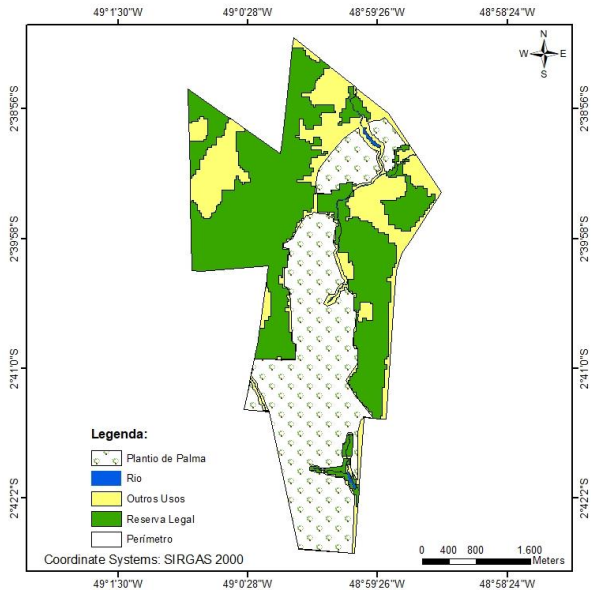 49°1'30"W 49°0'28"W 48°59'26"W 48°58'24"W
N
W E
S
2°38'56"S 2°38'56"S
2°39'58"S 2°39'58"S
2°41'0"S 2°41'0"S
2°42'2"S 2°42'2"S
Legenda:
Plantio de Palma
Rio
Outros Usos
Reserva Legal
Perímetro
Coordinate Systems: SIRGAS 2000
0 400 800 1.600
Meters
49°1'30"W 49°0'28"W 48°59'26"W 48°58'24"W